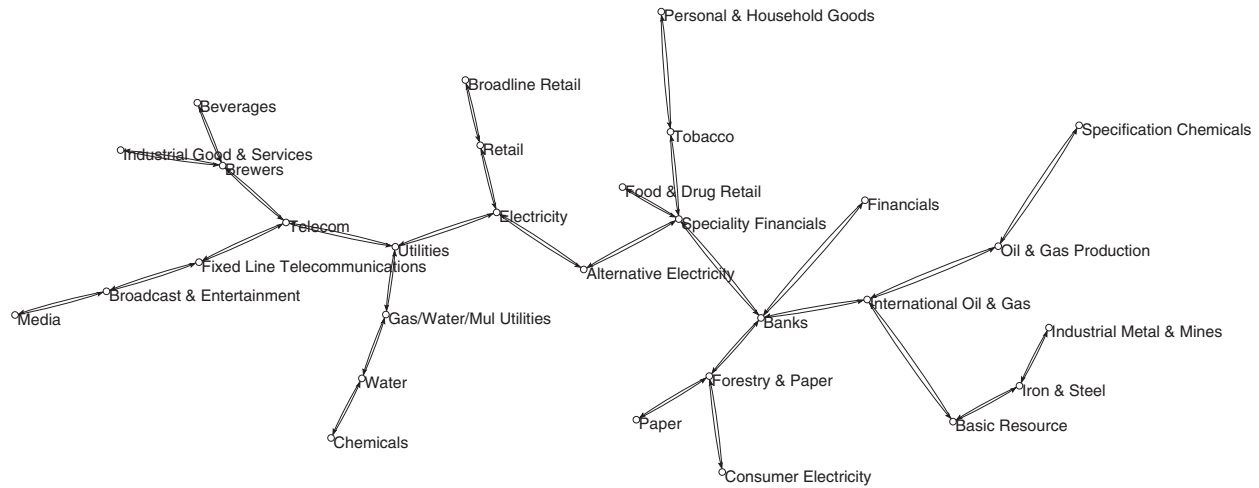 Personal & Household Goods
Broadline Retail
Beverages
Specification Chemicals
Tobacco
Retail
Industrial Good & Services
Brewers
Food & Drug Retail
Financials
Electricity
Speciality Financials
Telecom
Utilities
Oil & Gas Production
Fixed Line Telecommunications
Alternative Electricity
Broadcast & Entertainment
International Oil & Gas
Media
Gas/Water/Mul Utilities
Banks
Industrial Metal & Mines
Water
Forestry & Paper
Iron & Steel
Paper
Basic Resource
Chemicals
Consumer Electricity